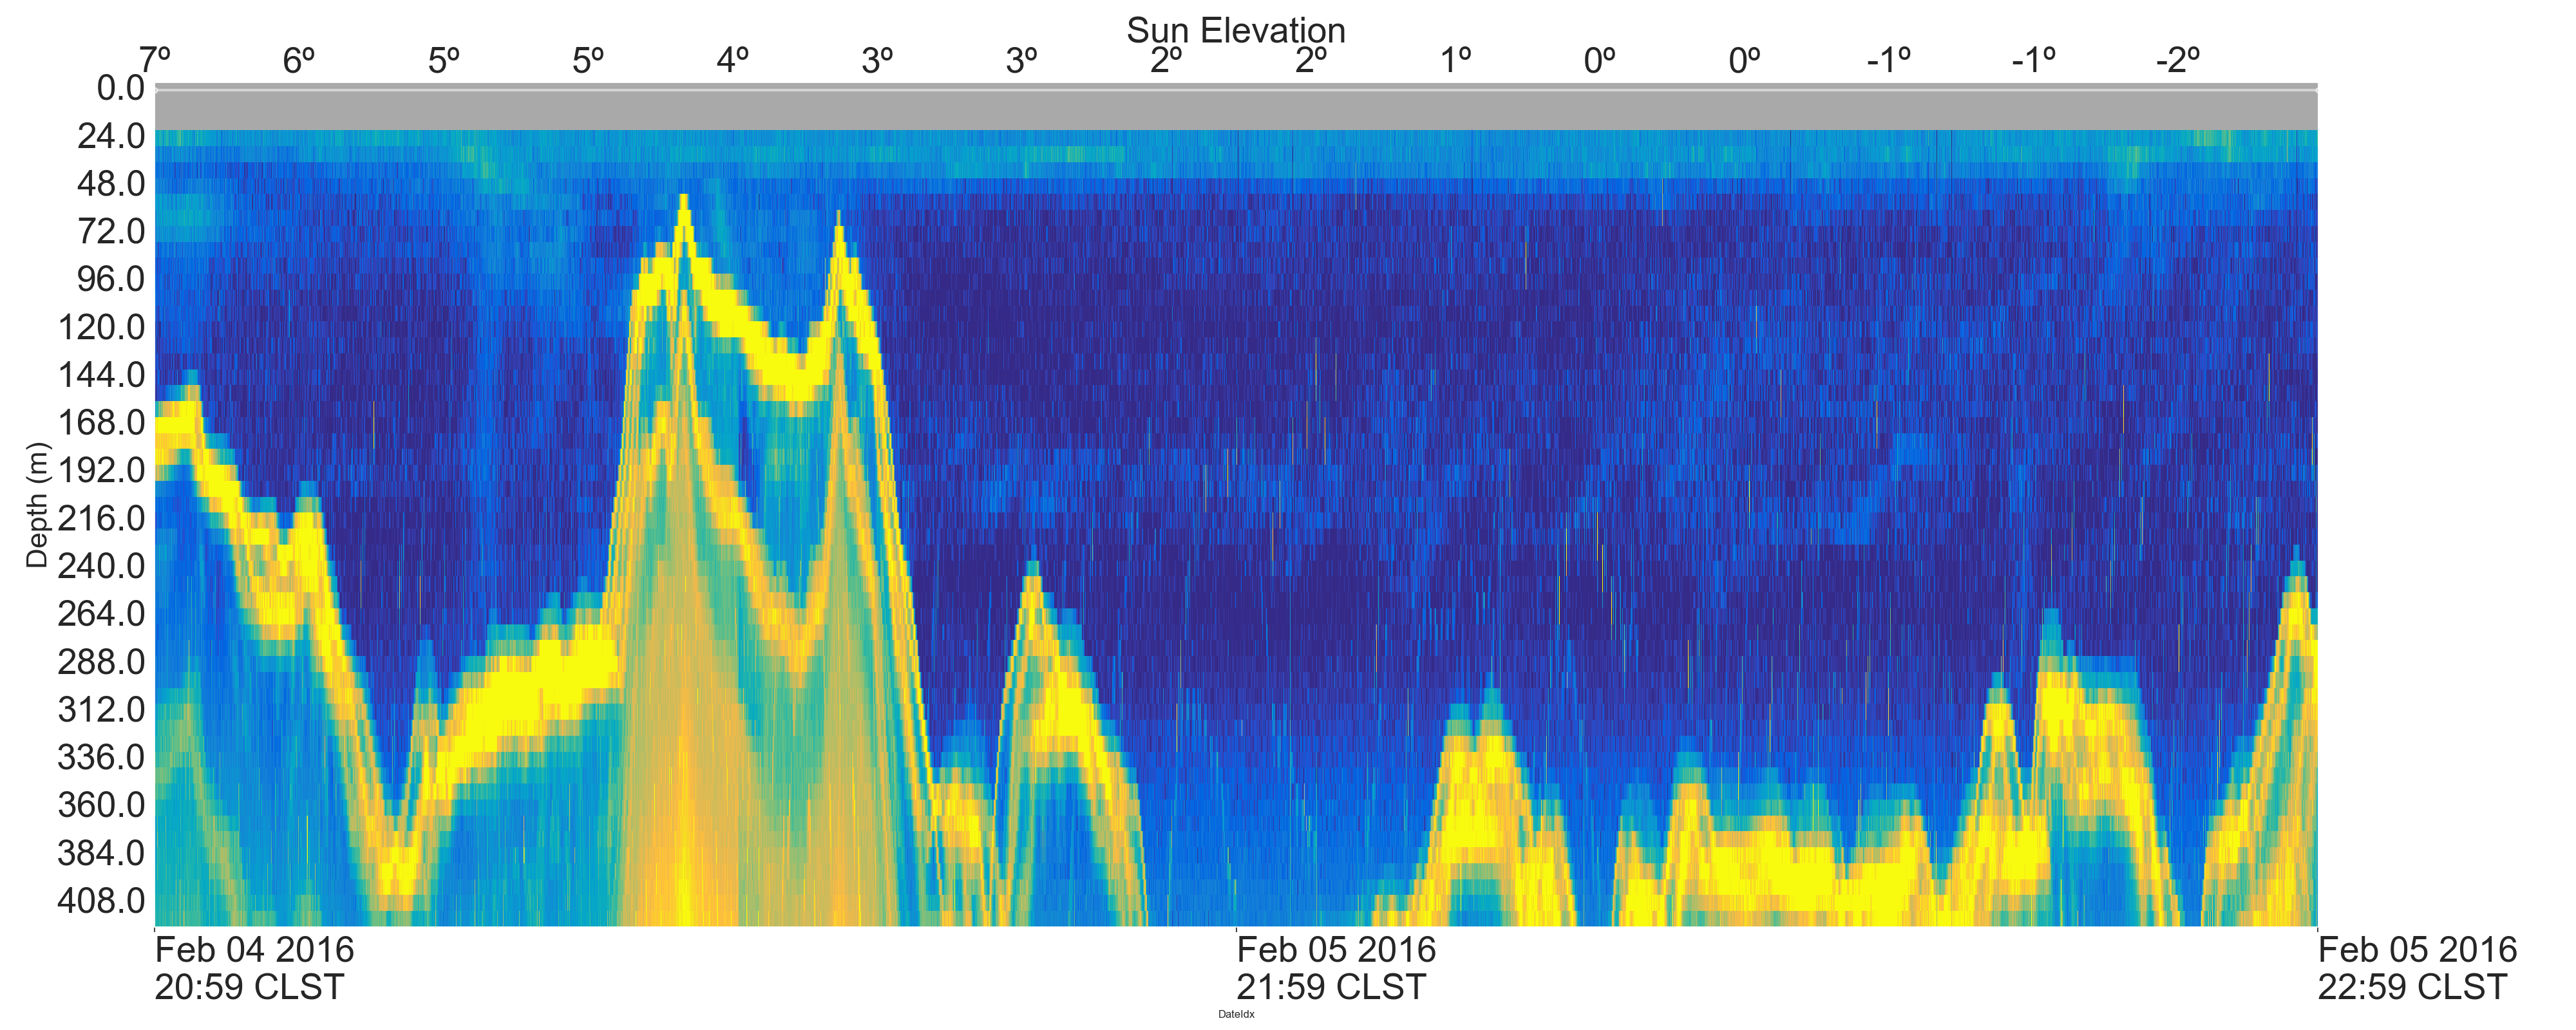 Sun Elevation
7º 6º 5º 5º 4º 3º 3º 2º 2º 1º 0º 0º -1º -1º -2º
0.0
24.0
48.0
72.0
96.0
120.0
144.0
168.0
192.0
216.0
240.0
264.0
288.0
312.0
336.0
360.0
384.0
408.0
Depth (m)
Feb 04 2016
20:59 CLST
Feb 05 2016
21:59 CLST
Feb 05 2016
22:59 CLST
DateIdx